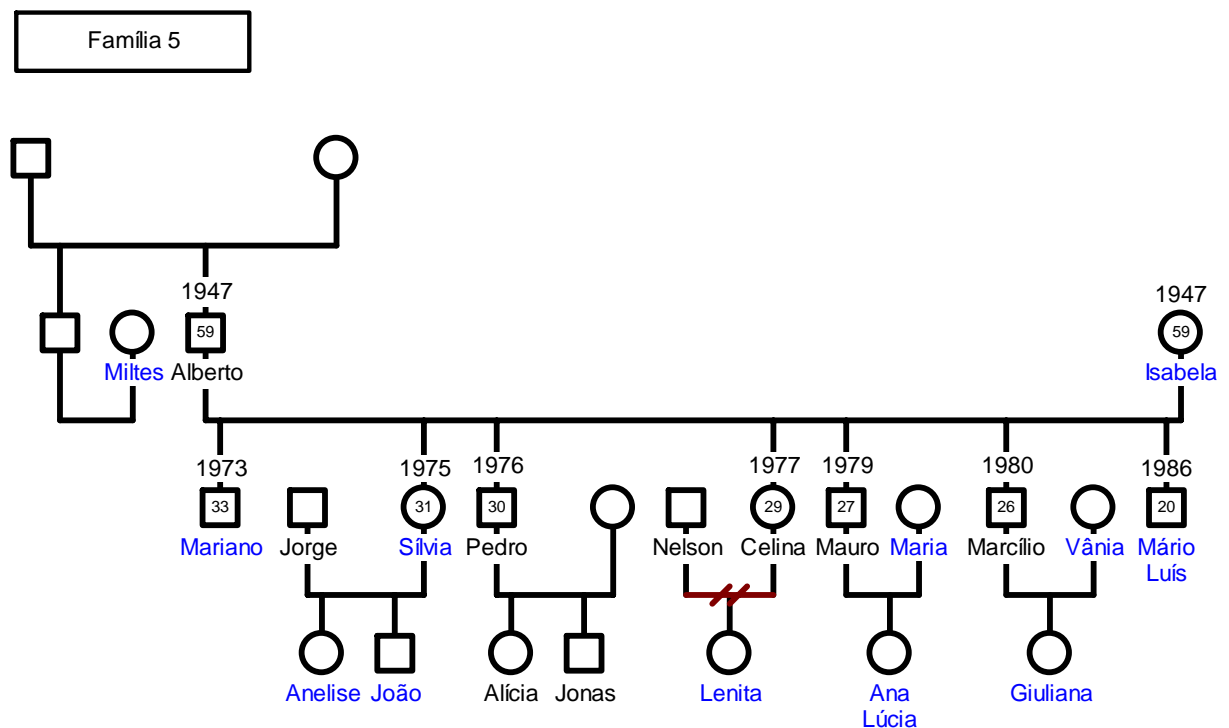 Família 5
1947
1947
59
59
Miltes
Alberto
Isabela
1973
1975
1976
1977
1979
1980
1986
33
31
30
29
27
26
20
Mariano
Jorge
Sílvia
Pedro
Nelson
Celina
Mauro
Maria
Marcílio
Vânia
Mário
Luís
Anelise
João
Alícia
Jonas
Lenita
Ana
Lúcia
Giuliana